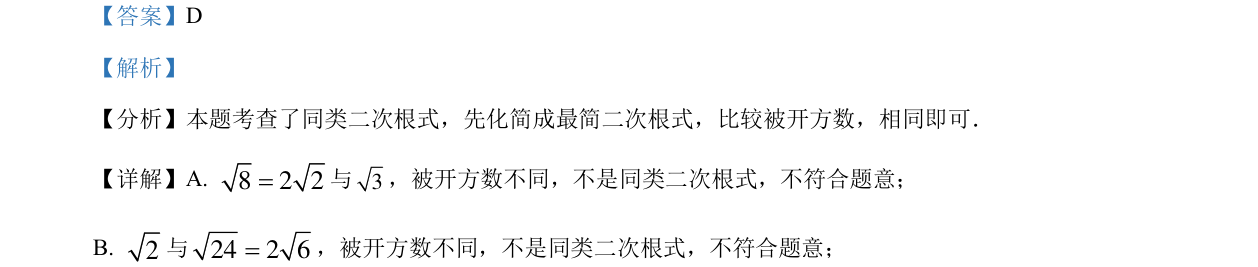 【答案】D
【解析】
【分析】本题考查了同类二次根式，先化简成最简二次根式，比较被开方数，相同即可．
【详解】A. √8 = 2√2 与 √3，被开方数不同，不是同类二次根式，不符合题意；
B. √2 与 √24 = 2√6，被开方数不同，不是同类二次根式，不符合题意；